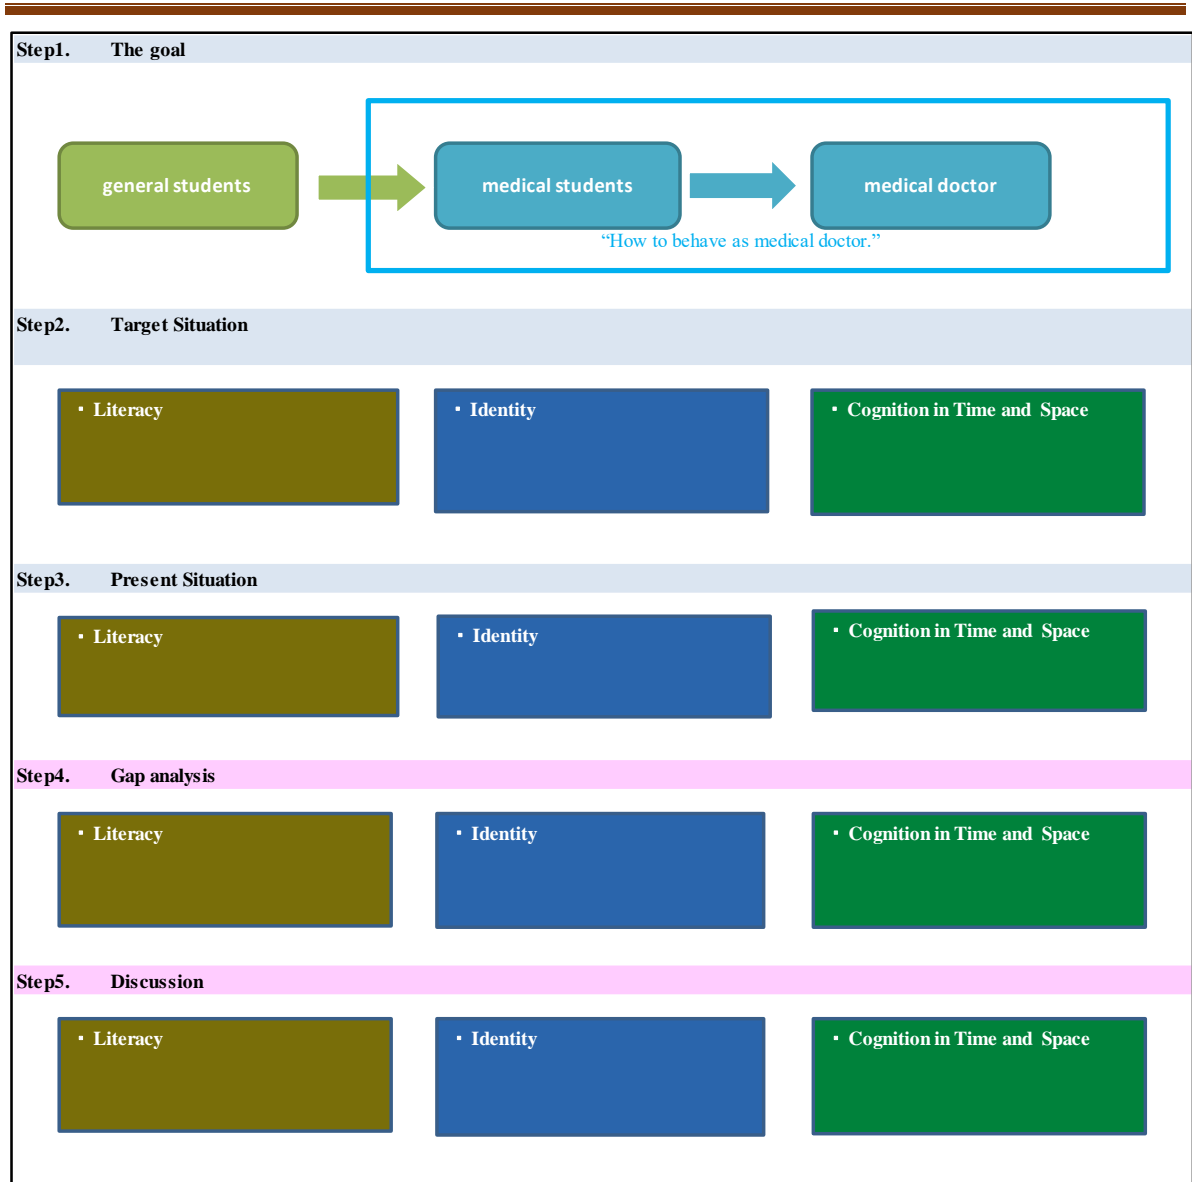 Step1. The goal
general students
medical students
medical doctor
“How to behave as medical doctor.”
Step2. Target Situation
▪ Literacy
▪ Identity
▪ Cognition in Time and Space
Step3. Present Situation
▪ Literacy
▪ Identity
▪ Cognition in Time and Space
Step4. Gap analysis
▪ Literacy
▪ Identity
▪ Cognition in Time and Space
Step5. Discussion
▪ Literacy
▪ Identity
▪ Cognition in Time and Space